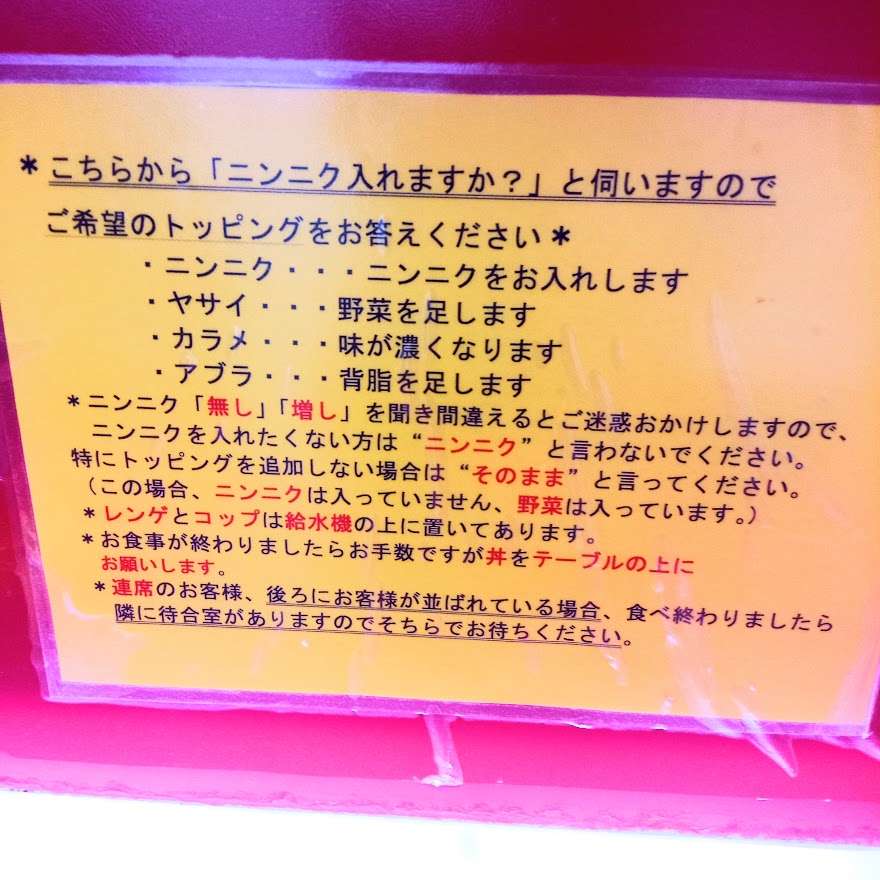 ＊こちらから「ニンニク入れますか？」と伺いますので
ご希望のトッピングをお答えください＊
・ニンニク・・・ニンニクをお入れします
・ヤサイ・・・野菜を足します
・カラメ・・・味が濃くなります
・アブラ・・・背脂を足します
＊ニンニク「無し」「増し」を聞き間違えるとご迷惑おかけしますので、
ニンニクを入れたくない方は“ニンニク”と言わないでください。
特にトッピングを追加しない場合は“そのまま”と言ってください。
（この場合、ニンニクは入っていません、野菜は入っています。）
＊レンゲとコップは給水機の上に置いてあります。
＊お食事が終わりましたらお手数ですが丼をテーブルの上に
お願いします。
＊連席のお客様、後ろにお客様が並ばれている場合、食べ終わりましたら
隣に待合室がありますのでそちらでお待ちください。